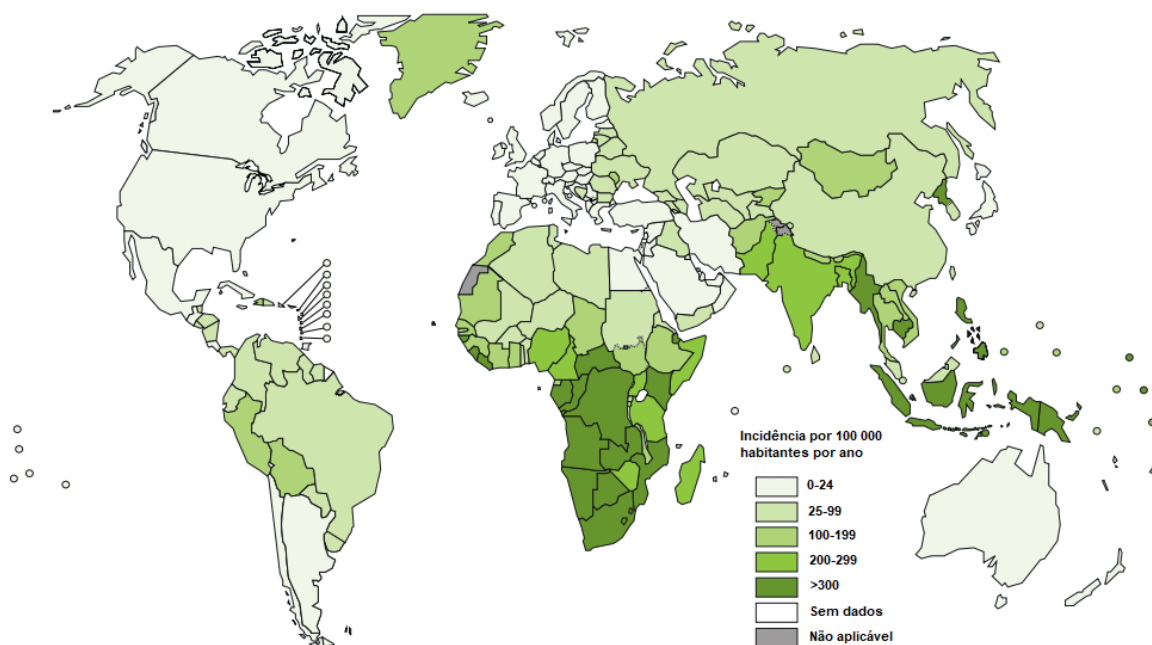 Incidência por 100 000
habitantes por ano
0-24
25-99
100-199
200-299
>300
Sem dados
Não aplicável